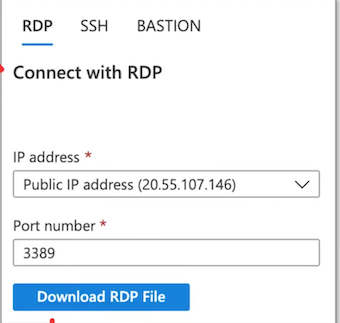 RDP SSH BASTION
Connect with RDP
IP address *
Public IP address (20.55.107.146)
Port number *
3389
Download RDP File